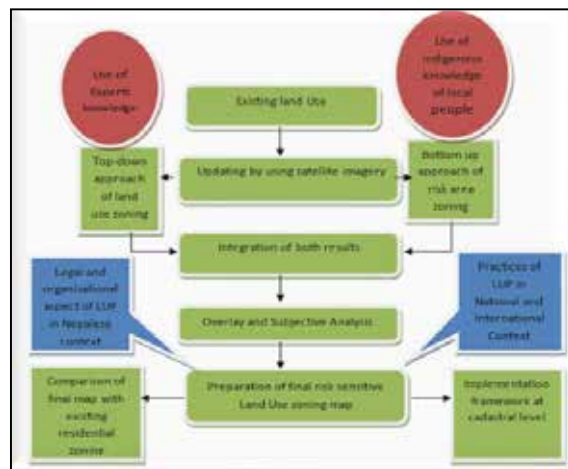 Use of
Experts
knowledge
Use of
indigenous
knowledge
of local
people
Existing land Use
Top-down
approach
of land
use zoning
Updating by using satellite imagery
Bottom up
approach of
risk area
zoning
Integration of both results
Legal and
organisational
aspect of LUP
in Nepalese
context
Practices of
LUP in
National and
International
Context
Overlay and Subjective Analysis
Comparison of
final map with
existing
residential
zoning
Preparation of final risk sensitive
Land Use zoning map
Implementation
framework at
cadastral level